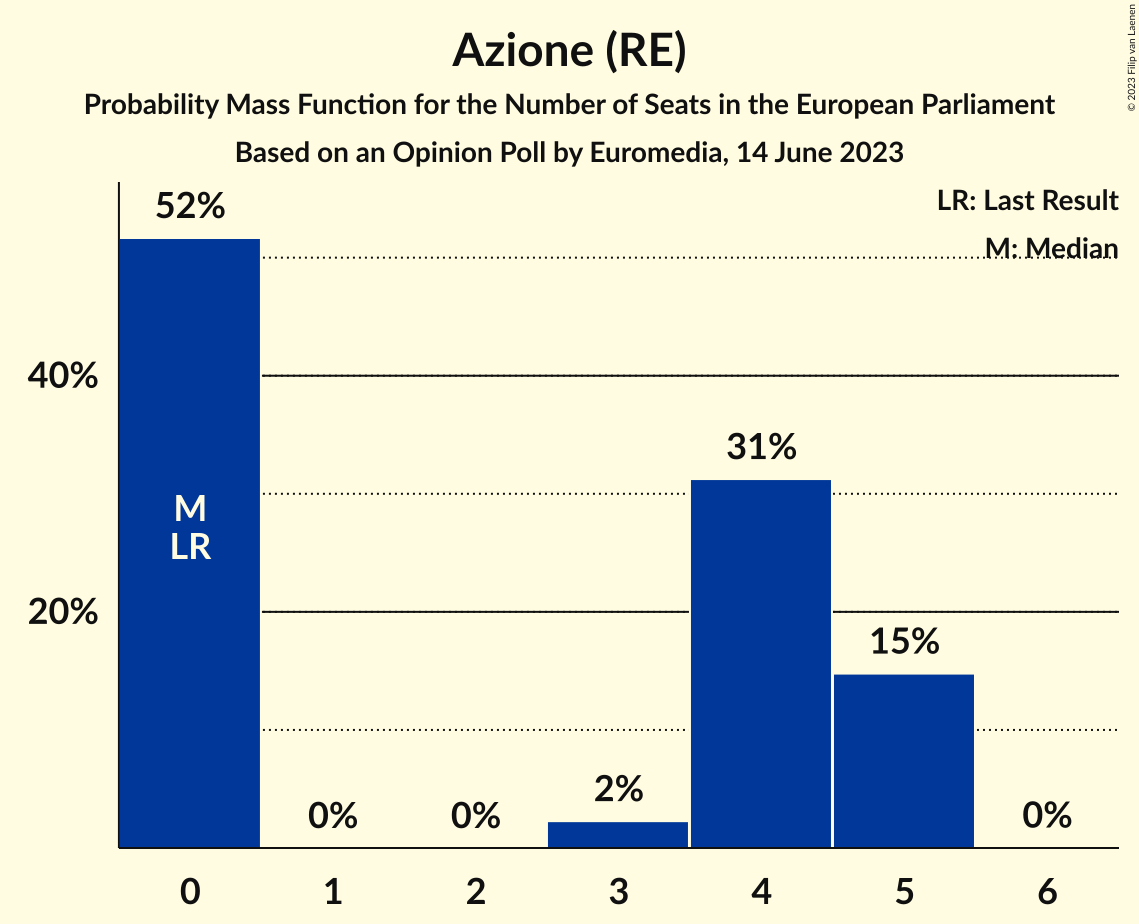 Azione (RE)
Probability Mass Function for the Number of Seats in the European Parliament
Based on an Opinion Poll by Euromedia, 14 June 2023
© 2023 Filip van Laenen
LR: Last Result
M: Median
52%
40%
31%
M
LR
20%
15%
2%
0%
0%
0%
0 1 2 3 4 5 6